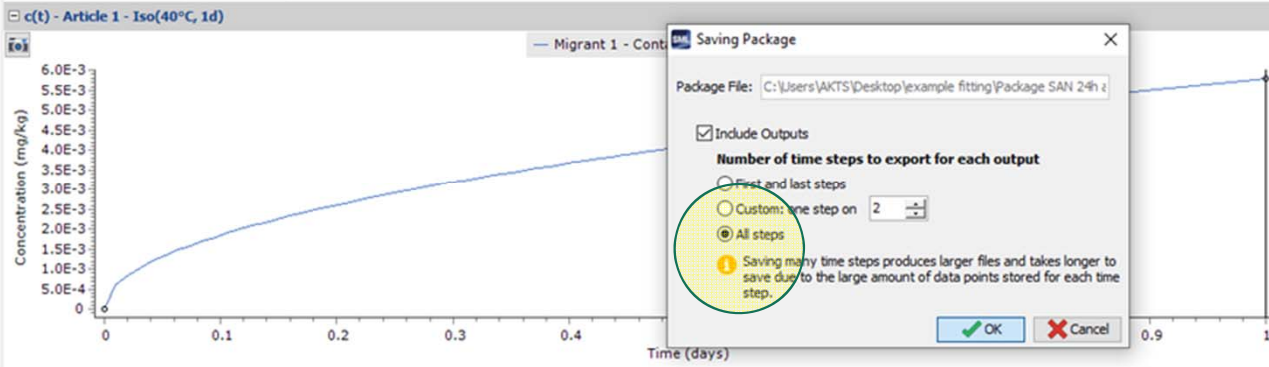 c(t) - Article 1 - Iso(40°C, 1d)
Migrant 1 - Conta
Concentration (mg/kg)
6.0E-3
5.5E-3
5.0E-3
4.5E-3
4.0E-3
3.5E-3
3.0E-3
2.5E-3
2.0E-3
1.5E-3
1.0E-3
5.0E-4
0
0 0.1 0.2 0.3 0.4 0.9 1
Time (days)
SML Saving Package
Package File: C:\Users\AKTS\Desktop\example fitting\Package SAN 24h a
Include Outputs
Number of time steps to export for each output
First and last steps
Custom: one step on 2
All steps
Saving many time steps produces larger files and takes longer to
save due to the large amount of data points stored for each time
step.
OK Cancel